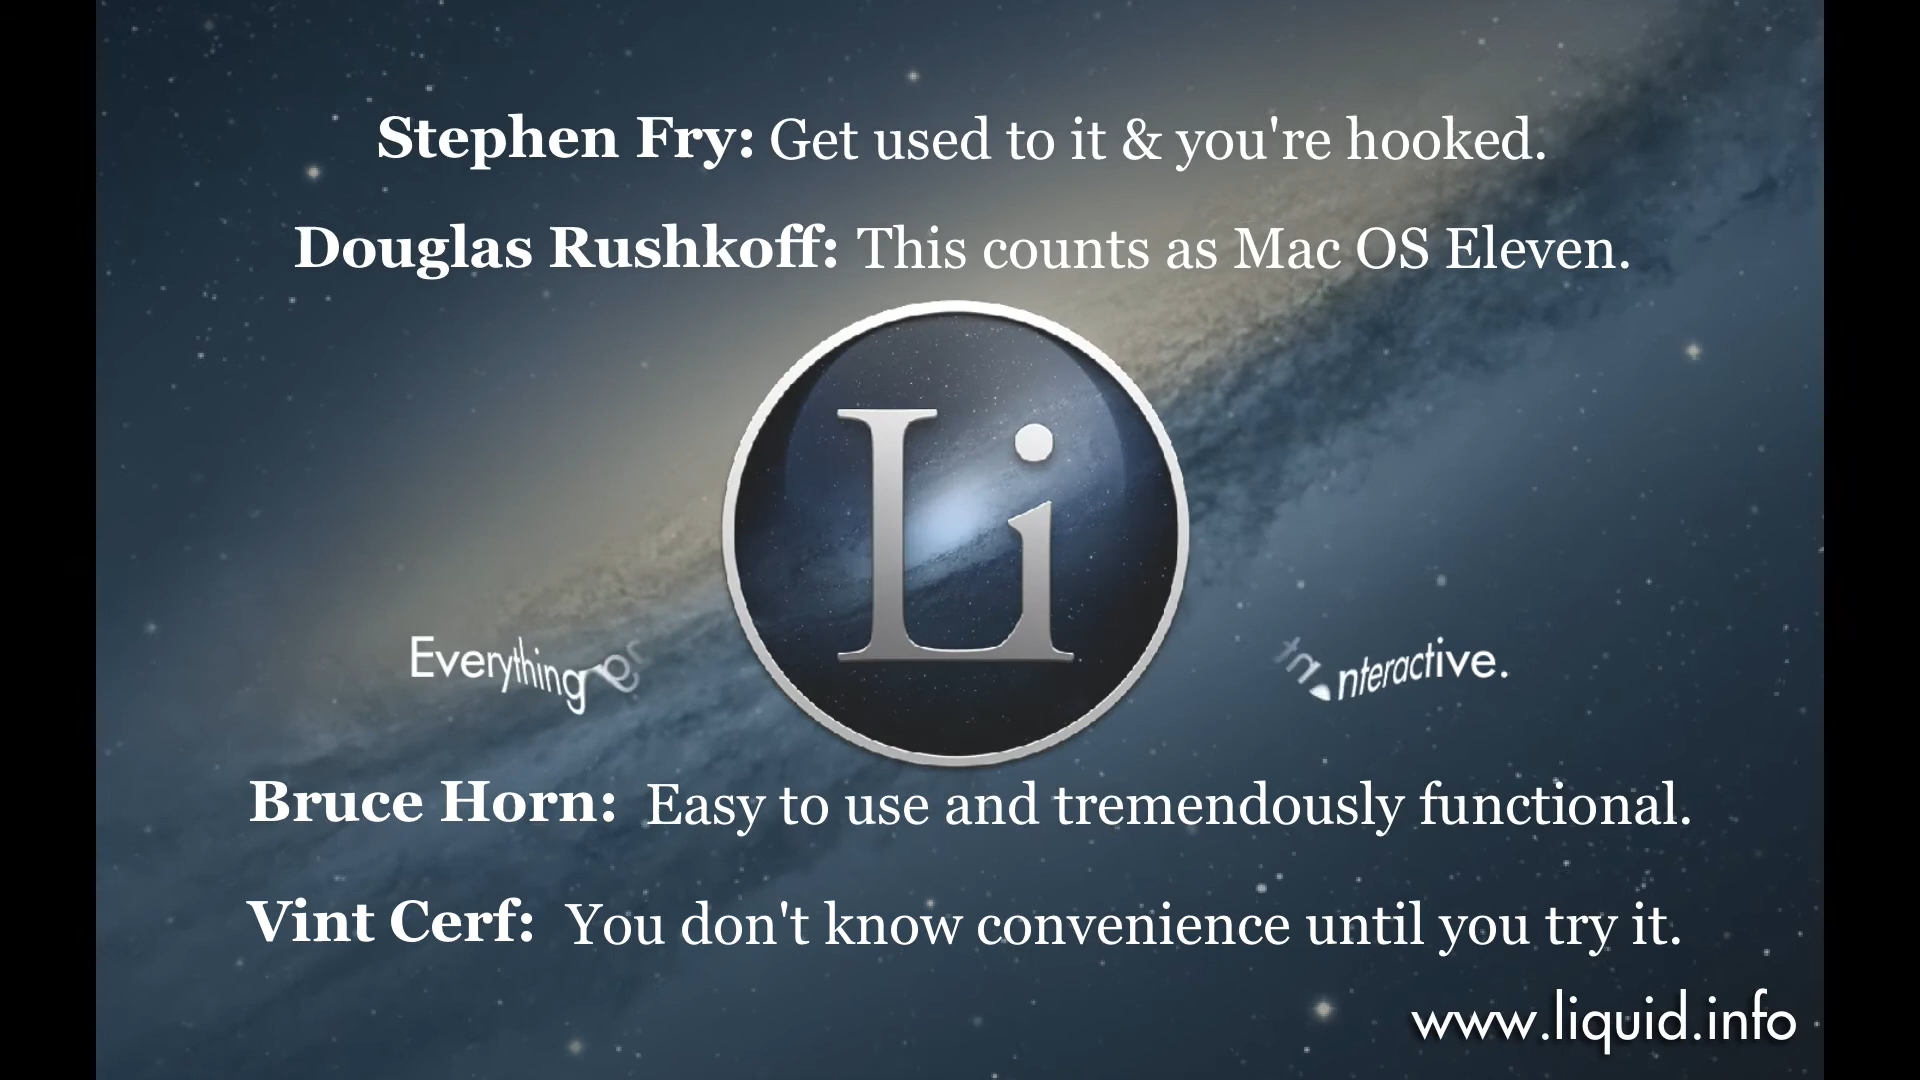 Stephen Fry: Get used to it & you're hooked.
Douglas Rushkoff: This counts as Mac OS Eleven.
Li
Everything
nteractive.
Bruce Horn: Easy to use and tremendously functional.
Vint Cerf: You don't know convenience until you try it.
www.liquid.info